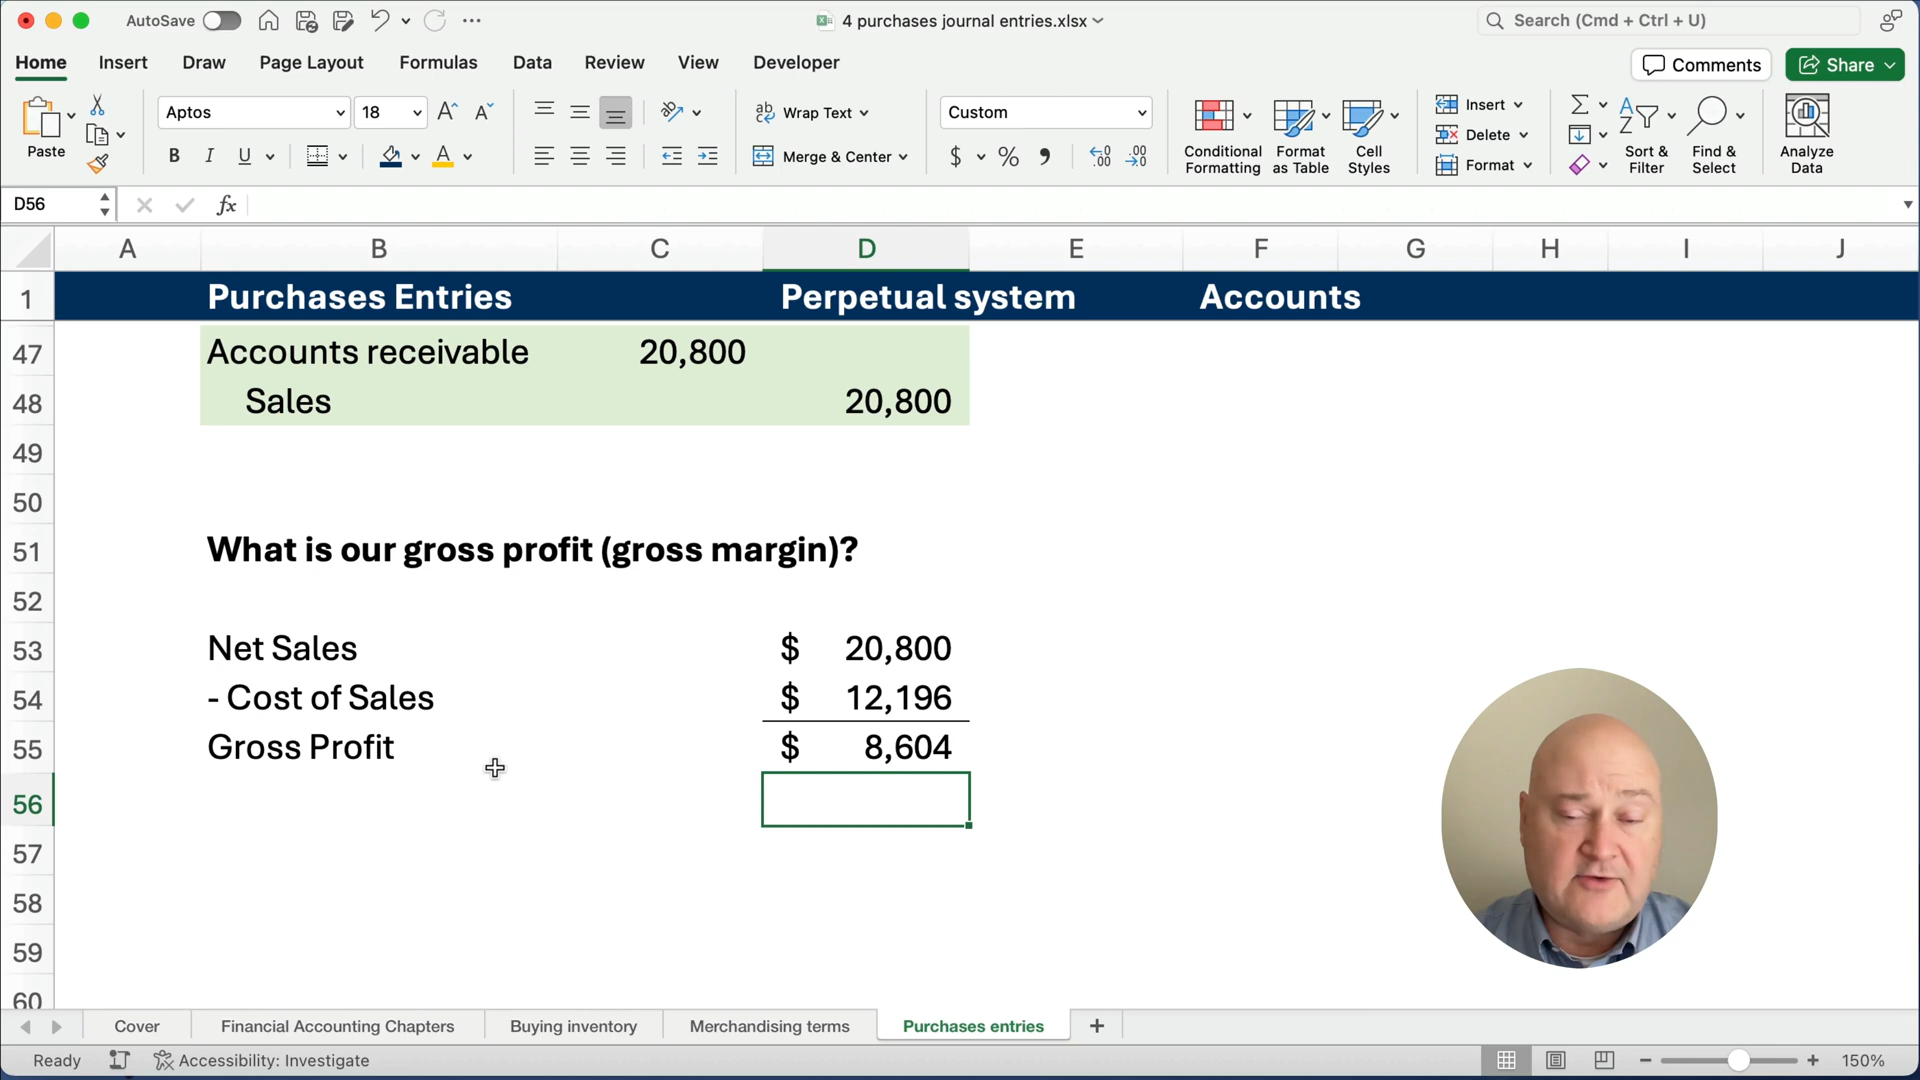 AutoSave
4 purchases journal entries.xlsx
Search (Cmd + Ctrl + U)
Home Insert Draw Page Layout Formulas Data Review View Developer
Comments Share
Paste
Aptos 18
B I U
A
Wrap Text
Merge & Center
Custom
$ % 9 .00 .00
Conditional Formatting
Format as Table
Cell Styles
Insert
Delete
Format
Sort & Filter
Find & Select
Analyze Data
D56 fx
A B C D E F G H I J
1 Purchases Entries Perpetual system Accounts
47 Accounts receivable 20,800
48 Sales 20,800
49
50
51 What is our gross profit (gross margin)?
52
53 Net Sales $ 20,800
54 - Cost of Sales $ 12,196
55 Gross Profit $ 8,604
56
57
58
59
60
Cover Financial Accounting Chapters Buying inventory Merchandising terms Purchases entries +
Ready Accessibility: Investigate 150%